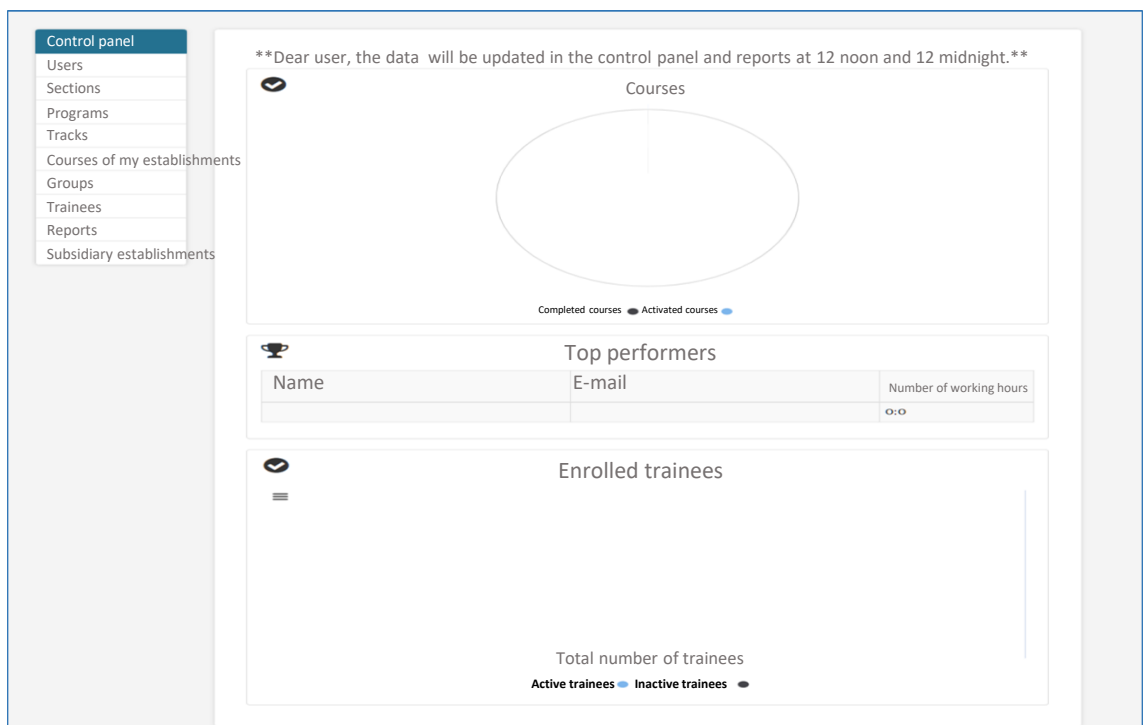 Control panel
Users
Sections
Programs
Tracks
Courses of my establishments
Groups
Trainees
Reports
Subsidiary establishments
**Dear user, the data will be updated in the control panel and reports at 12 noon and 12 midnight.**
Courses
Completed courses Activated courses
Top performers
Name E-mail Number of working hours
0:0
Enrolled trainees
Total number of trainees
Active trainees Inactive trainees